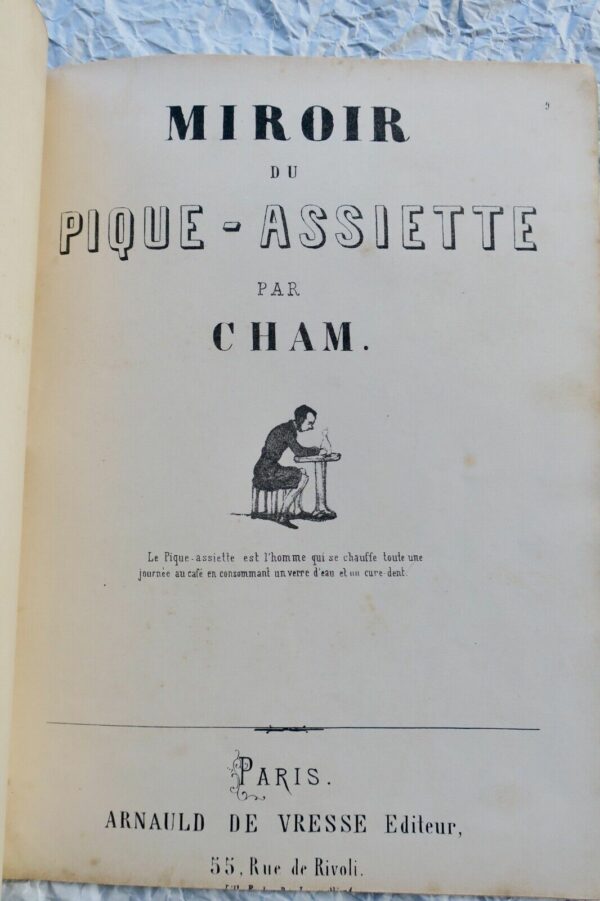 9
MIROIR
DU
PIQUE-ASSIETTE
PAR
CHAM.
Le Pique-assiette est l'homme qui se chauffe toute une
journée au café en consommant un verre d'eau et un cure-dent.
PARIS.
ARNAULD DE VRESSE Editeur,
55, Rue de Rivoli.